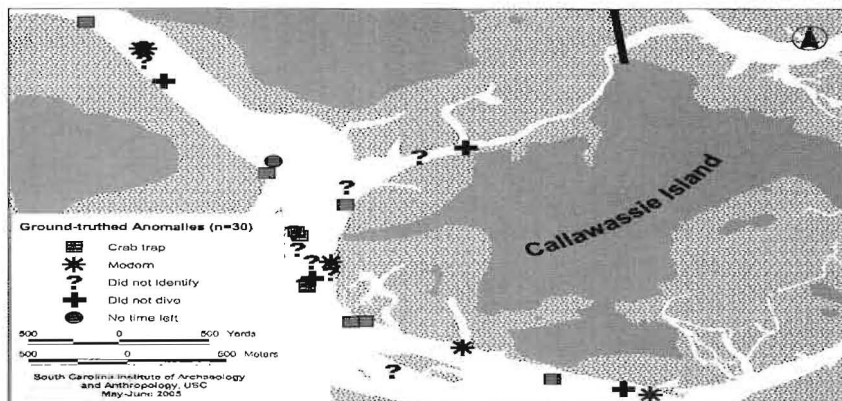 Callawassie Island
Ground-truthed Anomalies (n=30)
Crab trap
Modern
? Did not Identify
Did not dive
No time left
500 0 500 Yards
500 0 500 Meters
South Carolina Institute of Archaeology
and Anthropology, USC
May-June 2005